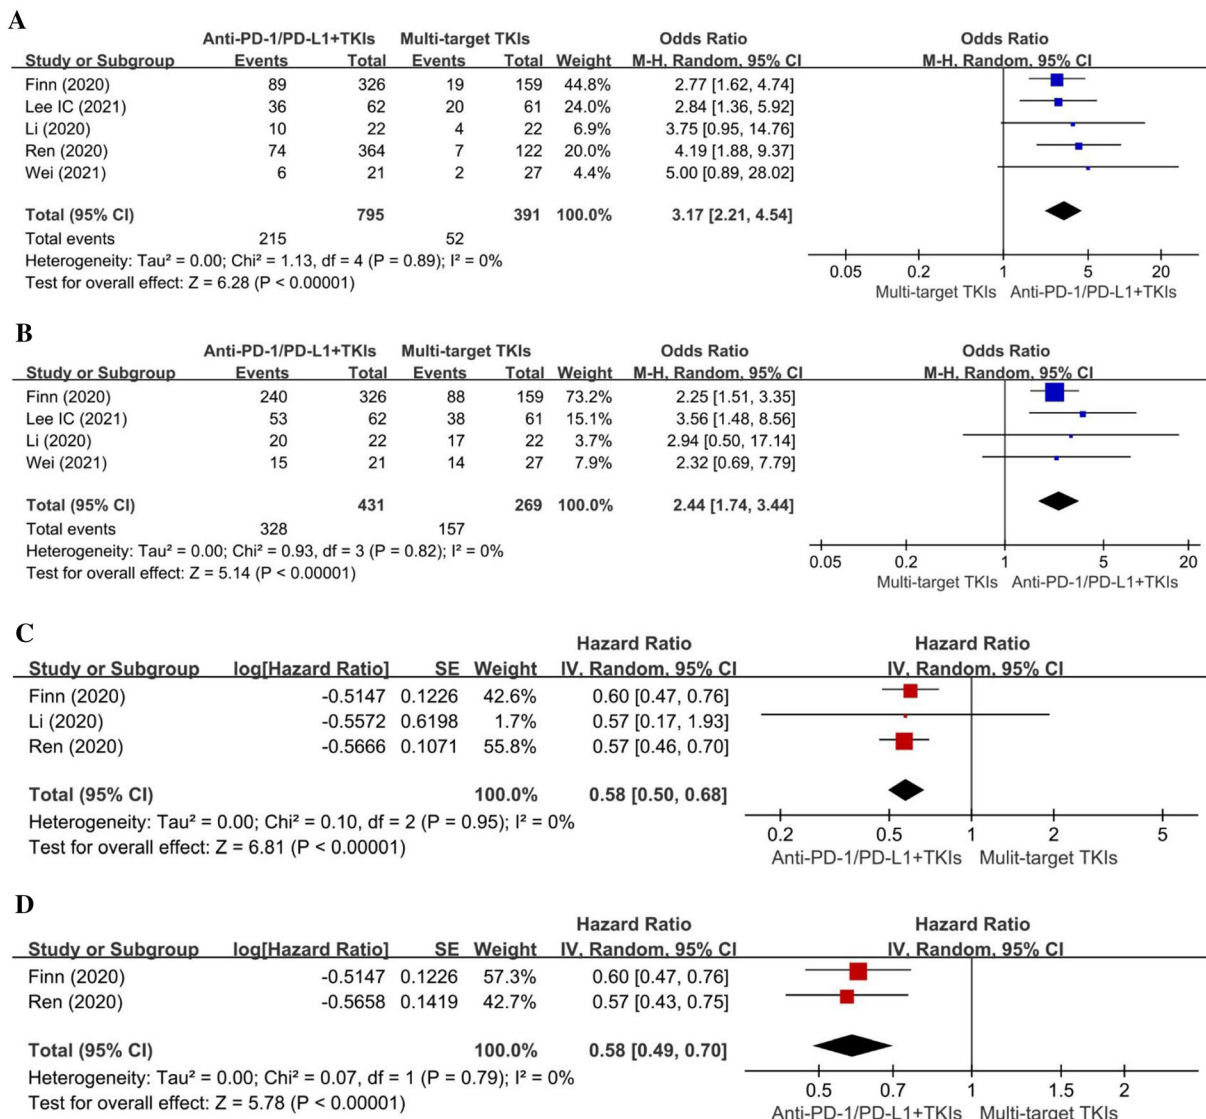 A
Anti-PD-1/PD-L1+TKIs Multi-target TKIs Odds Ratio Odds Ratio
Study or Subgroup Events Total Events Total Weight M-H, Random, 95% CI M-H, Random, 95% CI
Finn (2020) 89 326 19 159 44.8% 2.77 [1.62, 4.74]
Lee IC (2021) 36 62 20 61 24.0% 2.84 [1.36, 5.92]
Li (2020) 10 22 4 22 6.9% 3.75 [0.95, 14.76]
Ren (2020) 74 364 7 122 20.0% 4.19 [1.88, 9.37]
Wei (2021) 6 21 2 27 4.4% 5.00 [0.89, 28.02]
Total (95% CI) 795 391 100.0% 3.17 [2.21, 4.54]
Total events 215 52
Heterogeneity: Tau² = 0.00; Chi² = 1.13, df = 4 (P = 0.89); I² = 0%
Test for overall effect: Z = 6.28 (P < 0.00001)
0.05 0.2 1 5 20
Multi-target TKIs Anti-PD-1/PD-L1+TKIs
B
Anti-PD-1/PD-L1+TKIs Multi-target TKIs Odds Ratio Odds Ratio
Study or Subgroup Events Total Events Total Weight M-H, Random, 95% CI M-H, Random, 95% CI
Finn (2020) 240 326 88 159 73.2% 2.25 [1.51, 3.35]
Lee IC (2021) 53 62 38 61 15.1% 3.56 [1.48, 8.56]
Li (2020) 20 22 17 22 3.7% 2.94 [0.50, 17.14]
Wei (2021) 15 21 14 27 7.9% 2.32 [0.69, 7.79]
Total (95% CI) 431 269 100.0% 2.44 [1.74, 3.44]
Total events 328 157
Heterogeneity: Tau² = 0.00; Chi² = 0.93, df = 3 (P = 0.82); I² = 0%
Test for overall effect: Z = 5.14 (P < 0.00001)
0.05 0.2 1 5 20
Multi-target TKIs Anti-PD-1/PD-L1+TKIs
C
Hazard Ratio Hazard Ratio
Study or Subgroup log[Hazard Ratio] SE Weight IV, Random, 95% CI IV, Random, 95% CI
Finn (2020) -0.5147 0.1226 42.6% 0.60 [0.47, 0.76]
Li (2020) -0.5572 0.6198 1.7% 0.57 [0.17, 1.93]
Ren (2020) -0.5666 0.1071 55.8% 0.57 [0.46, 0.70]
Total (95% CI) 100.0% 0.58 [0.50, 0.68]
Heterogeneity: Tau² = 0.00; Chi² = 0.10, df = 2 (P = 0.95); I² = 0%
Test for overall effect: Z = 6.81 (P < 0.00001)
0.2 0.5 1 2 5
Anti-PD-1/PD-L1+TKIs Mulit-target TKIs
D
Hazard Ratio Hazard Ratio
Study or Subgroup log[Hazard Ratio] SE Weight IV, Random, 95% CI IV, Random, 95% CI
Finn (2020) -0.5147 0.1226 57.3% 0.60 [0.47, 0.76]
Ren (2020) -0.5658 0.1419 42.7% 0.57 [0.43, 0.75]
Total (95% CI) 100.0% 0.58 [0.49, 0.70]
Heterogeneity: Tau² = 0.00; Chi² = 0.07, df = 1 (P = 0.79); I² = 0%
Test for overall effect: Z = 5.78 (P < 0.00001)
0.5 0.7 1 1.5 2
Anti-PD-1/PD-L1+TKIs Multi-target TKIs